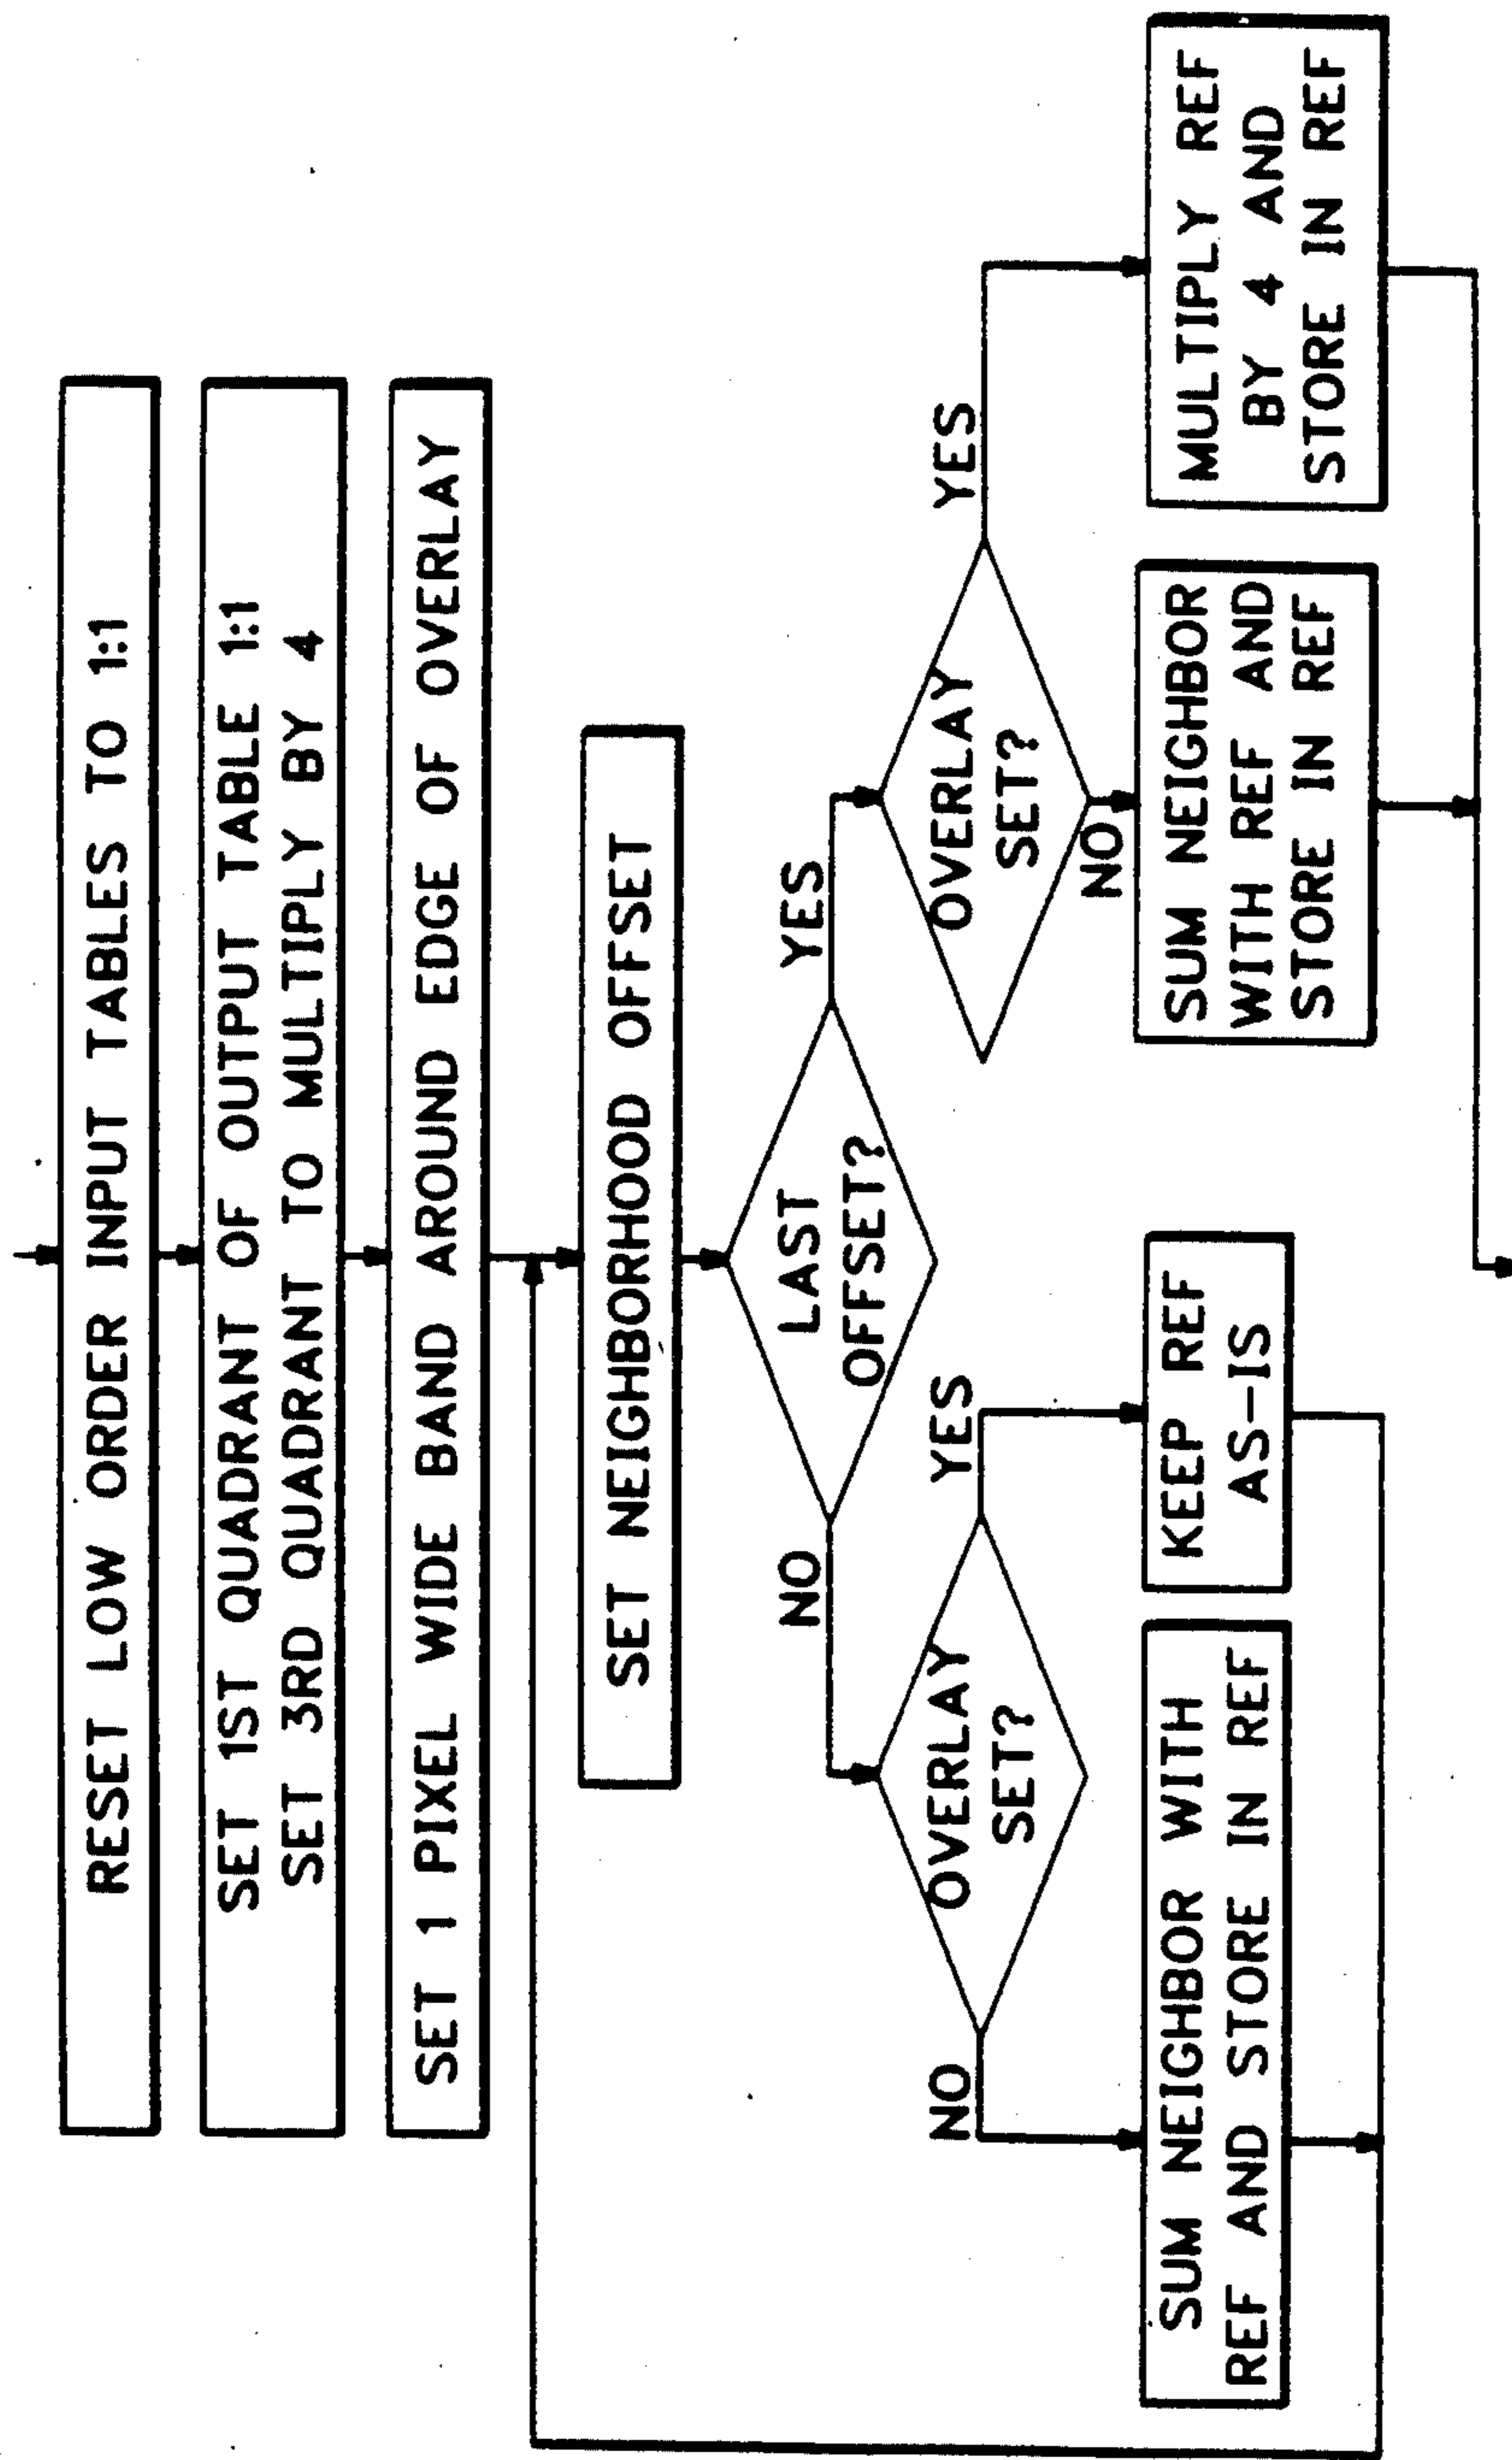 RESET LOW ORDER INPUT TABLES TO 1:1
SET 1ST QUADRANT OF OUTPUT TABLE 1:1
SET 3RD QUADRANT TO MULTIPLY BY 4
SET 1 PIXEL WIDE BAND AROUND EDGE OF OVERLAY
SET NEIGHBORHOOD OFFSET
LAST
OFFSET?
NO
YES
OVERLAY
SET?
NO
YES
OVERLAY
SET?
YES
NO
SUM NEIGHBOR WITH
REF AND STORE IN REF
KEEP REF
AS-IS
SUM NEIGHBOR
WITH REF AND
STORE IN REF
MULTIPLY REF
BY 4 AND
STORE IN REF